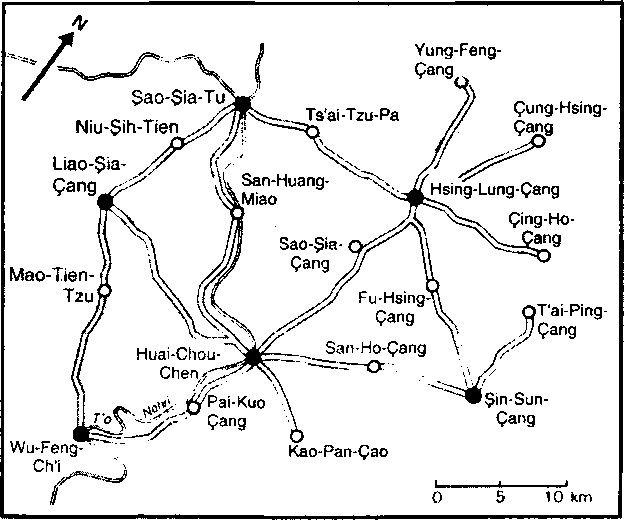 N
Yung-Feng-
Çang
Şao-Şia-Tu
Ts'ai-Tzu-Pa
Çung-Hsing-
Çang
Niu-Şih-Tien
Liao-Şia-
Çang
San-Huang-
Miao
Hsing-Lung-Çang
Çing-Ho-
Çang
Sao-Şia-
Çang
Mao-Tien-
Tzu
Fu-Hsing-
Çang
T'ai-Ping-
Çang
Huai-Chou-
Chen
San-Ho-Çang
T'o
Nehri
Pai-Kuo
Çang
Şin-Sun-
Çang
Wu-Feng-
Ch'i
Kao-Pan-Çao
0 5 10 km